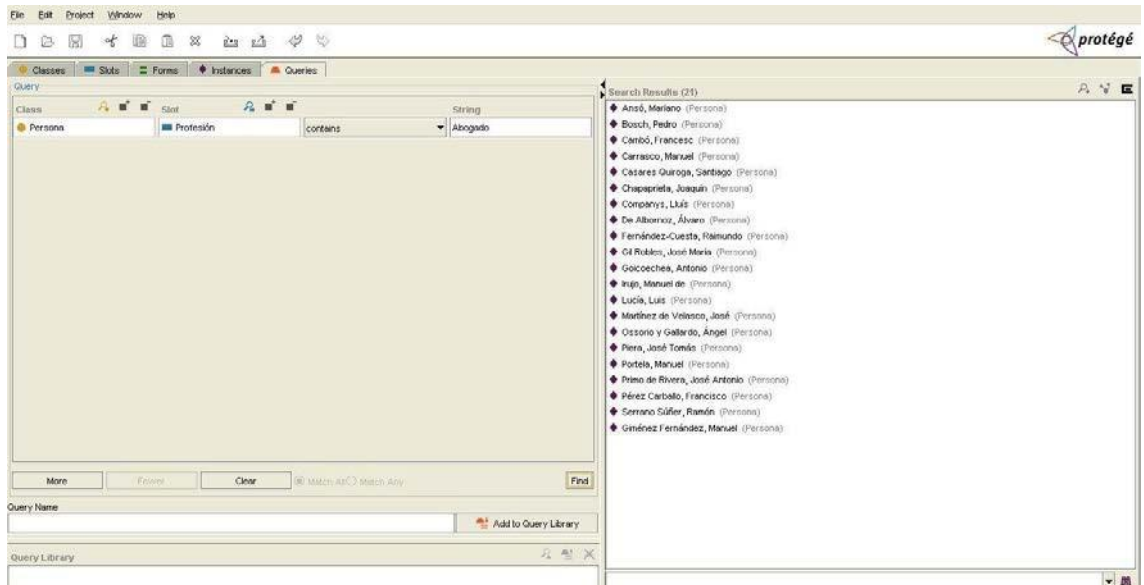 File Edit Project Window Help
protégé
Classes Slots Forms Instances Queries
Query
Class Slot String
Persona Profesión contains Abogado
More Fewer Clear Match All Match Any Find
Query Name
Add to Query Library
Query Library
Search Results (21)
Ansó, Mariano (Persona)
Bosch, Pedro (Persona)
Cambó, Francesc (Persona)
Carrasco, Manuel (Persona)
Casares Quiroga, Santiago (Persona)
Chapaprieta, Joaquín (Persona)
Companys, Lluís (Persona)
De Albornoz, Álvaro (Persona)
Fernández-Cuesta, Raimundo (Persona)
Gil Robles, José María (Persona)
Goicoechea, Antonio (Persona)
Irujo, Manuel de (Persona)
Lucía, Luis (Persona)
Martínez de Velasco, José (Persona)
Ossorio y Gallardo, Ángel (Persona)
Piera, José Tomás (Persona)
Portela, Manuel (Persona)
Primo de Rivera, José Antonio (Persona)
Pérez Carballo, Francisco (Persona)
Serrano Súñer, Ramón (Persona)
Giménez Fernández, Manuel (Persona)